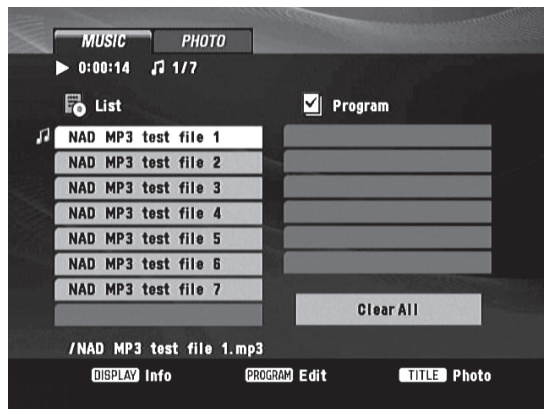 MUSIC PHOTO
0:00:14 1/7
List Program
NAD MP3 test file 1
NAD MP3 test file 2
NAD MP3 test file 3
NAD MP3 test file 4
NAD MP3 test file 5
NAD MP3 test file 6
NAD MP3 test file 7
Clear All
/NAD MP3 test file 1.mp3
DISPLAY Info PROGRAM Edit TITLE Photo